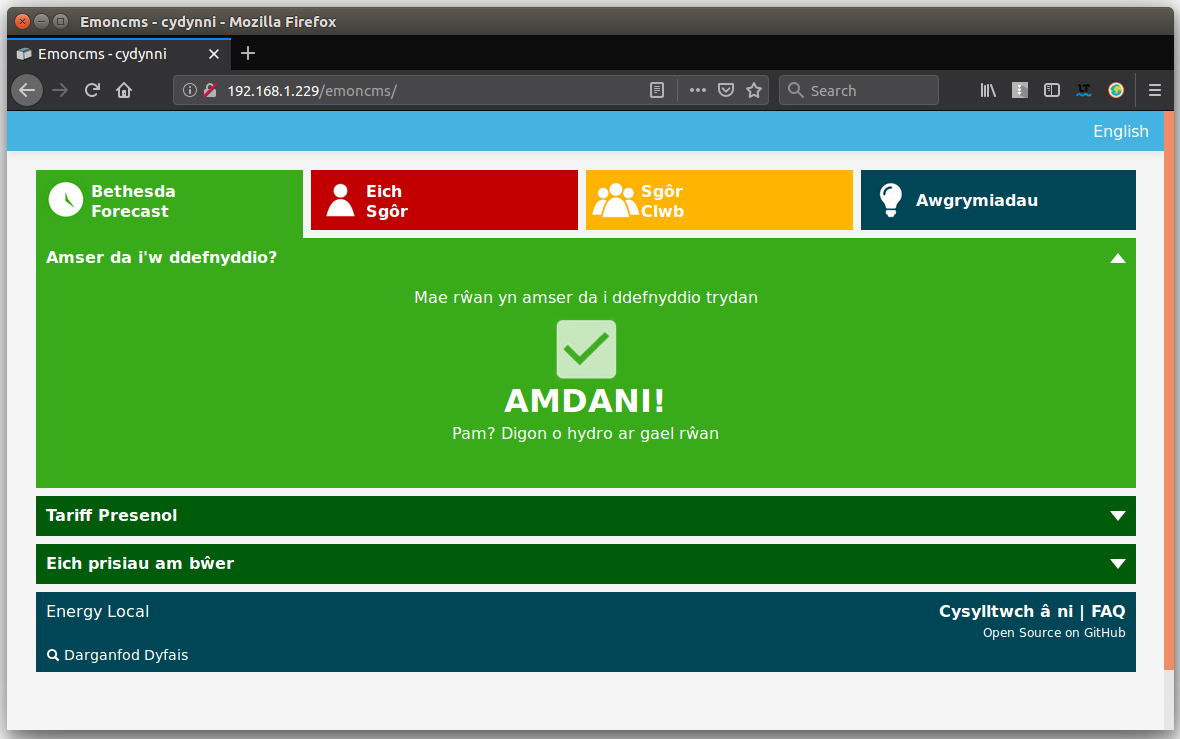 Emoncms - cydynni - Mozilla Firefox
Emoncms - cydynni
192.168.1.229/emoncms/
Search
English
Bethesda
Forecast
Eich
Sgôr
Sgôr
Clwb
Awgrymiadau
Amser da i'w ddefnyddio?
Mae rŵan yn amser da i ddefnyddio trydan
AMDANI!
Pam? Digon o hydro ar gael rŵan
Tariff Presenol
Eich prisiau am bŵer
Energy Local
Cysylltwch â ni | FAQ
Open Source on GitHub
Darganfod Dyfais